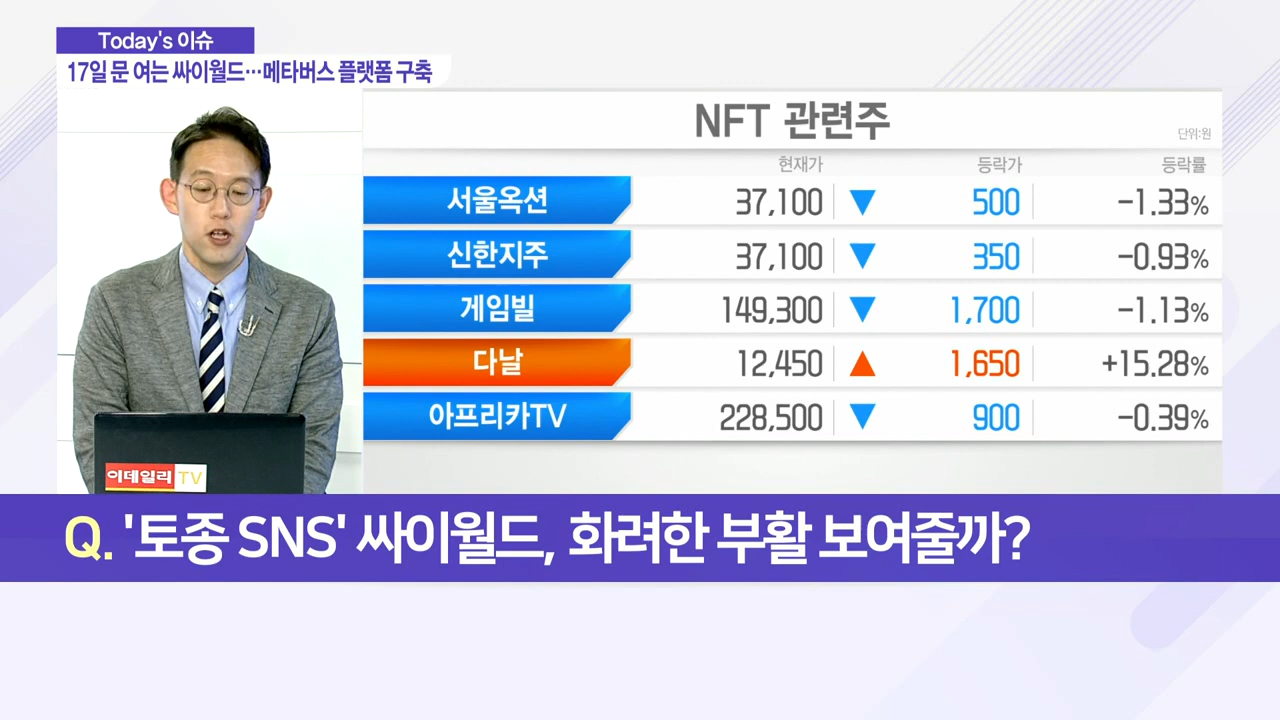 Today's 이슈
17일 문 여는 싸이월드…메타버스 플랫폼 구축
NFT 관련주
단위:원
현재가 등락가 등락률
서울옥션 37,100 ▼ 500 -1.33%
신한지주 37,100 ▼ 350 -0.93%
게임빌 149,300 ▼ 1,700 -1.13%
다날 12,450 ▲ 1,650 +15.28%
아프리카TV 228,500 ▼ 900 -0.39%
이데일리 TV
Q. '토종 SNS' 싸이월드, 화려한 부활 보여줄까?